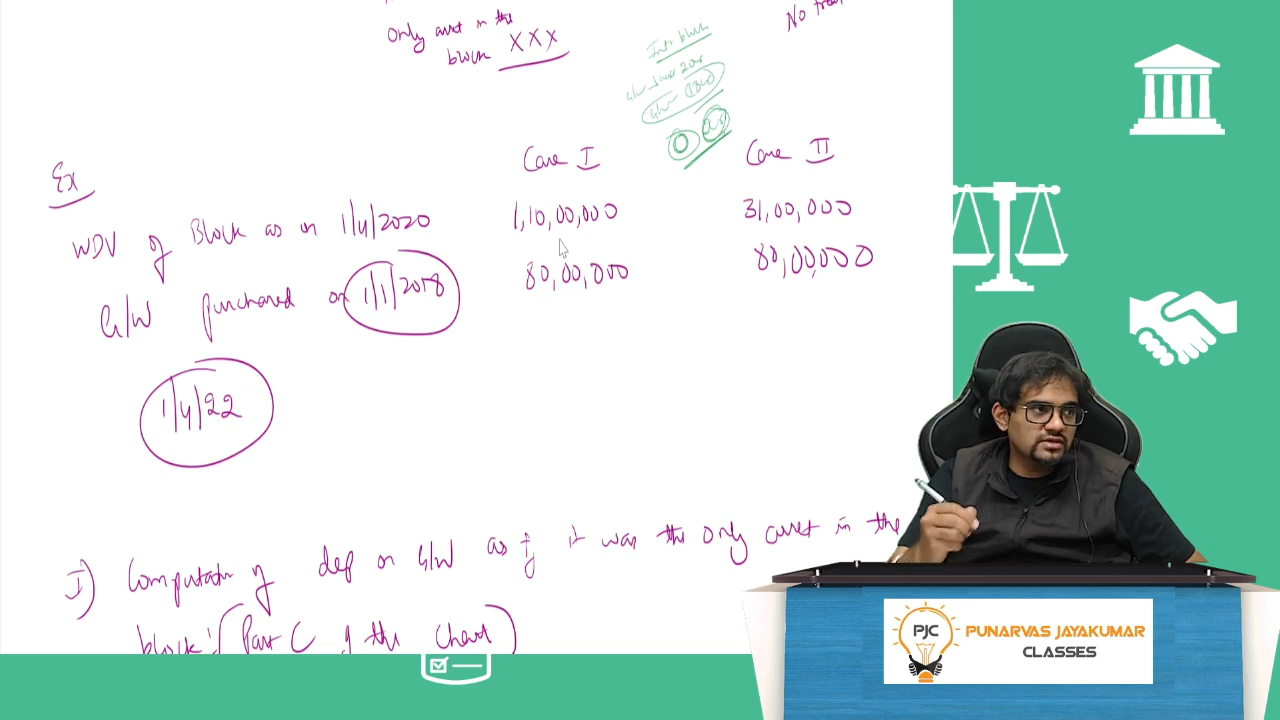 Only asset in the
block XXX
Into block
Case I
Case II
Ex
WDV of Block as on 1/4/2020 1,10,00,000 31,00,000
G/W purchased on 1/1/2018 80,00,000 80,00,000
1/4/22
I) Computatn of dep on G/W as if it was the only asset in the
block! (Part C of the chart)
PJC PUNARVAS JAYAKUMAR
CLASSES